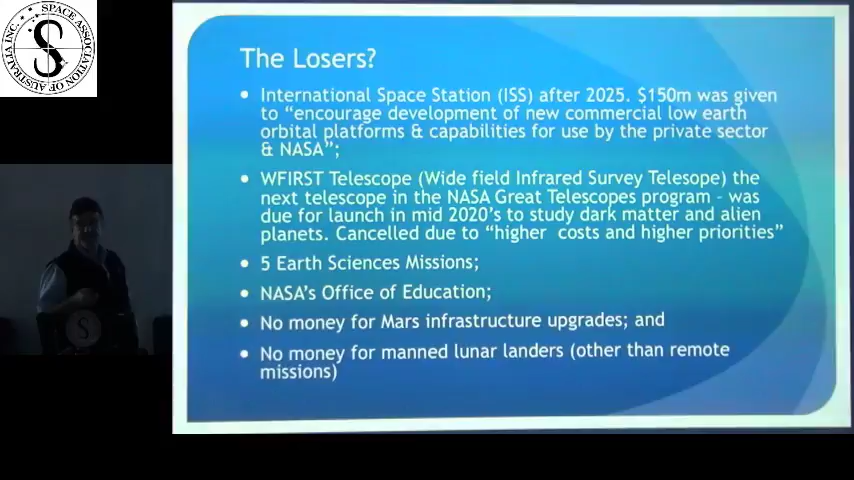 SPACE ASSOCIATION OF AUSTRALIA INC.
S
The Losers?
• International Space Station (ISS) after 2025. $150m was given
to “encourage development of new commercial low earth
orbital platforms & capabilities for use by the private sector
& NASA”;
• WFIRST Telescope (Wide field Infrared Survey Telesope) the
next telescope in the NASA Great Telescopes program – was
due for launch in mid 2020’s to study dark matter and alien
planets. Cancelled due to “higher costs and higher priorities”
• 5 Earth Sciences Missions;
• NASA’s Office of Education;
• No money for Mars infrastructure upgrades; and
• No money for manned lunar landers (other than remote
missions)
S